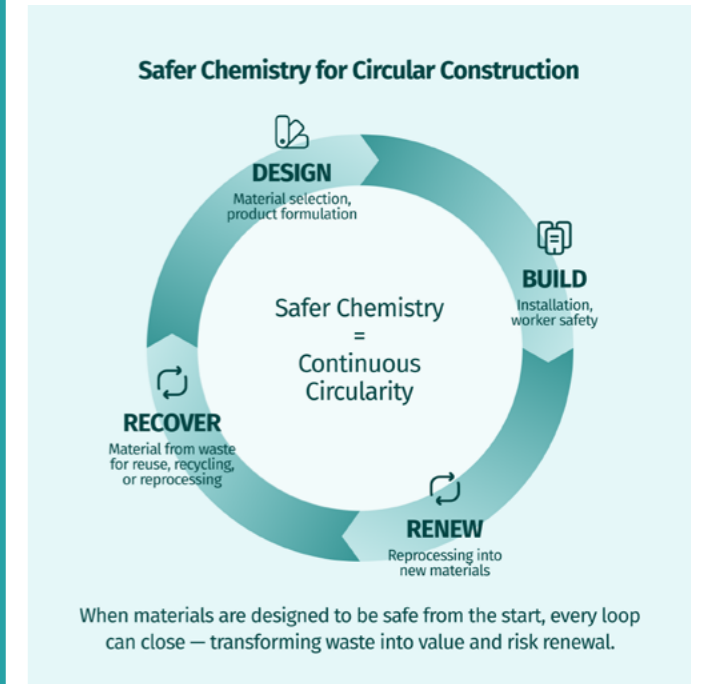 Safer Chemistry for Circular Construction
DESIGN
Material selection,
product formulation
BUILD
Installation,
worker safety
Safer Chemistry
=
Continuous
Circularity
RECOVER
Material from waste
for reuse, recycling,
or reprocessing
RENEW
Reprocessing into
new materials
When materials are designed to be safe from the start, every loop
can close — transforming waste into value and risk renewal.